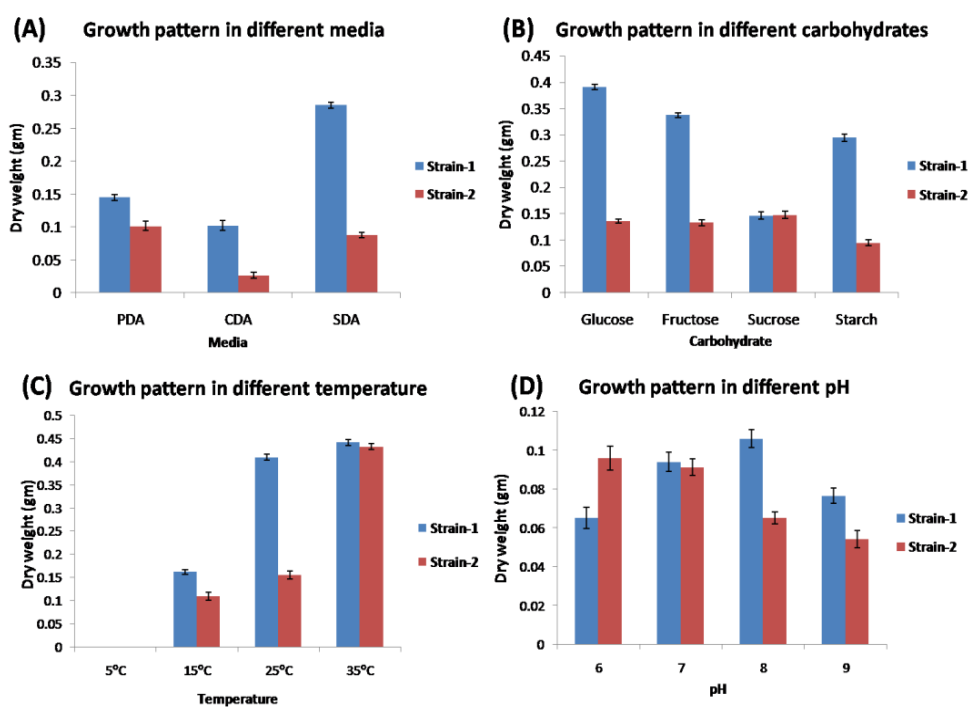 (A) Growth pattern in different media
0.35
0.3
0.25
0.2
0.15
0.1
0.05
0
Dry weight (gm)
PDA CDA SDA
Media
Strain-1
Strain-2
(B) Growth pattern in different carbohydrates
0.45
0.4
0.35
0.3
0.25
0.2
0.15
0.1
0.05
0
Dry weight (gm)
Glucose Fructose Sucrose Starch
Carbohydrate
Strain-1
Strain-2
(C) Growth pattern in different temperature
0.5
0.45
0.4
0.35
0.3
0.25
0.2
0.15
0.1
0.05
0
Dry weight (gm)
5°C 15°C 25°C 35°C
Temperature
Strain-1
Strain-2
(D) Growth pattern in different pH
0.12
0.1
0.08
0.06
0.04
0.02
0
Dry weight (gm)
6 7 8 9
pH
Strain-1
Strain-2